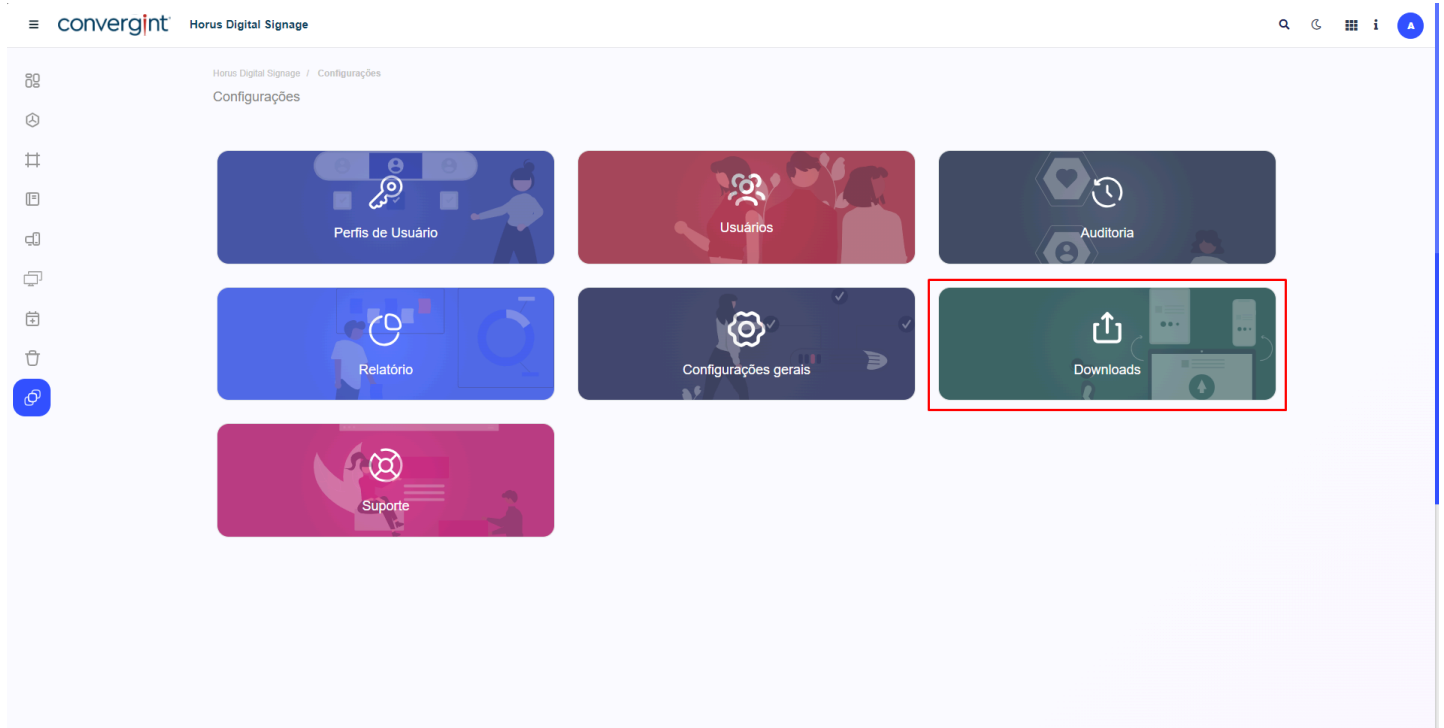 convergint
Horus Digital Signage
i
A
Horus Digital Signage / Configurações
Configurações
Perfis de Usuário
Usuários
Auditoria
Relatório
Configurações gerais
Downloads
Suporte